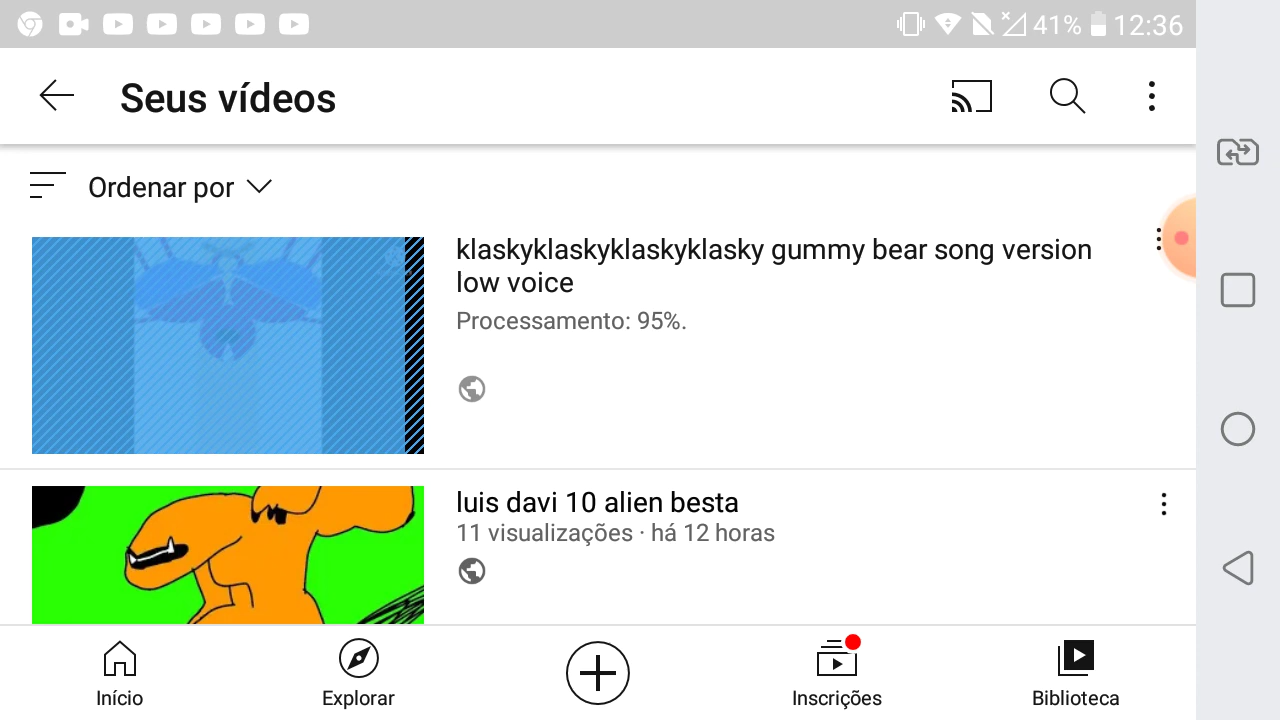 41% 12:36
Seus vídeos
Ordenar por
klaskyklaskyklaskyklasky gummy bear song version
low voice
Processamento: 95%.
luis davi 10 alien besta
11 visualizações · há 12 horas
Início Explorar Inscrições Biblioteca